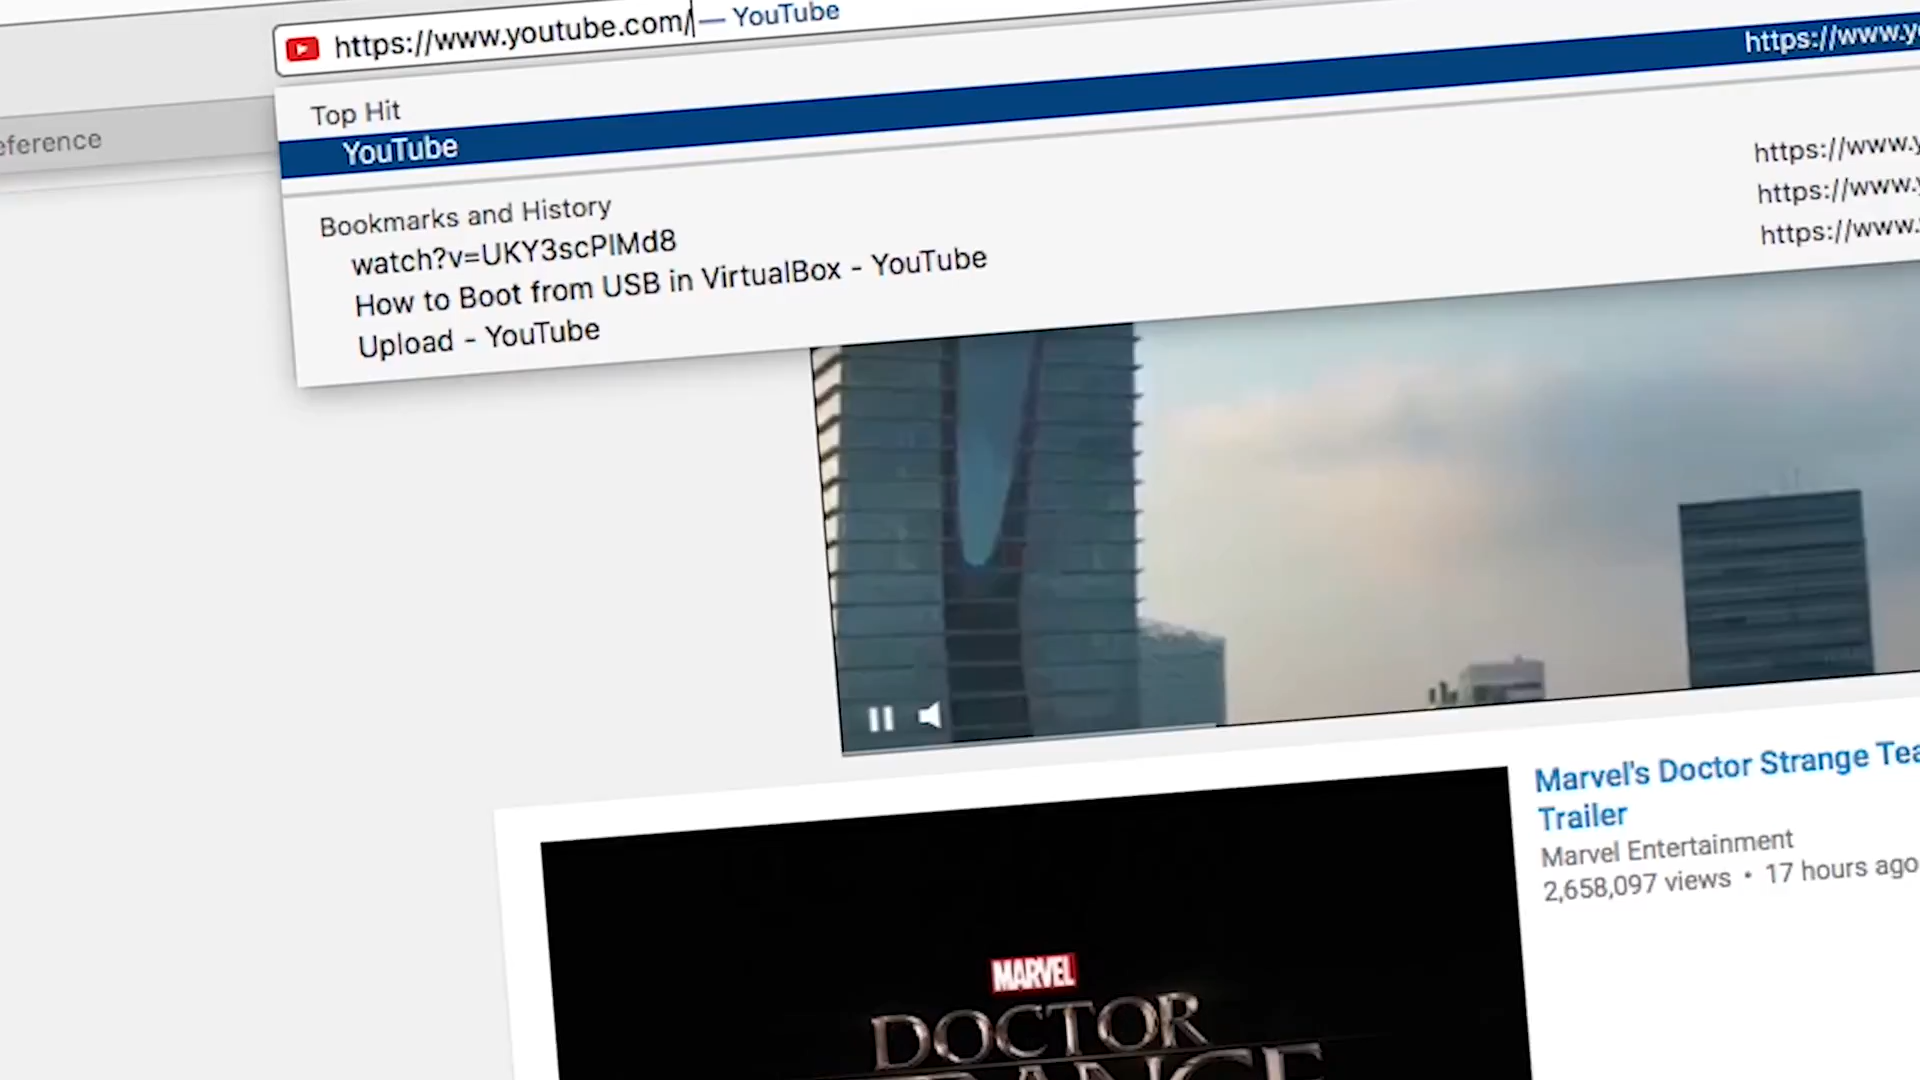 https://www.youtube.com/ — YouTube
eference
Top Hit
YouTube https://www.y
Bookmarks and History
watch?v=UKY3scPlMd8 https://www.y
How to Boot from USB in VirtualBox - YouTube https://www.y
Upload - YouTube https://www.
Marvel's Doctor Strange Tea
Trailer
Marvel Entertainment
2,658,097 views • 17 hours ago
MARVEL
DOCTOR